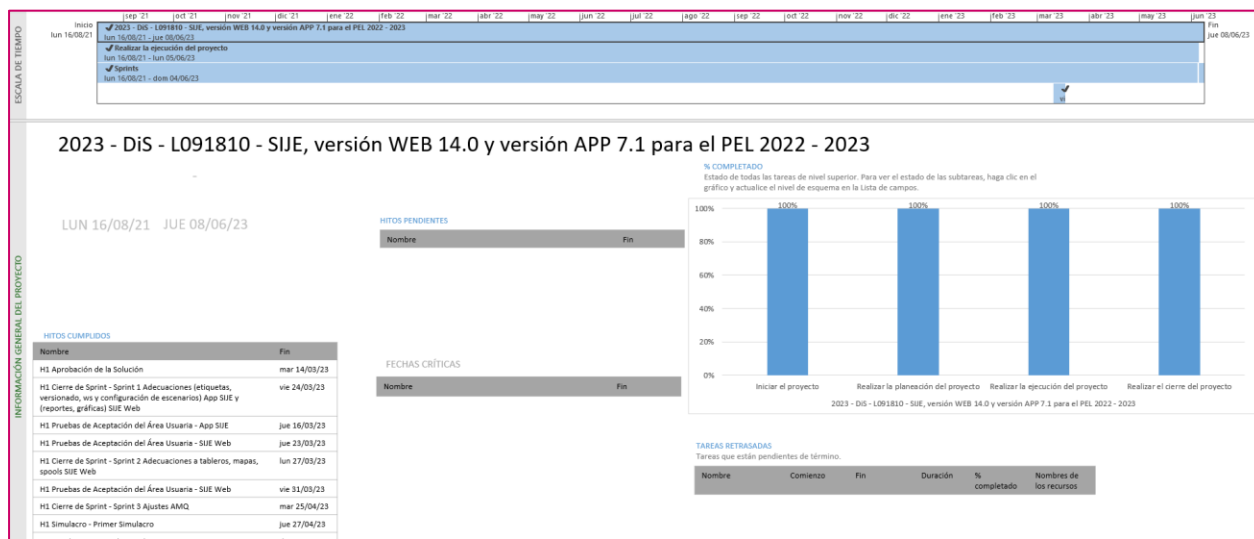 sep '21 oct '21 nov '21 dic '21 ene '22 feb '22 mar '22 abr '22 may '22 jun '22 jul '22 ago '22 sep '22 oct '22 nov '22 dic '22 ene '23 feb '23 mar '23 abr '23 may '23 jun '23
Inicio
lun 16/08/21
2023 - DiS - L091810 - SIJE, versión WEB 14.0 y versión APP 7.1 para el PEL 2022 - 2023
lun 16/08/21 - jue 08/06/23
Fin
jue 08/06/23
Realizar la ejecución del proyecto
lun 16/08/21 - lun 05/06/23
Sprints
lun 16/08/21 - dom 04/06/23
vi
ESCALA DE TIEMPO
INFORMACIÓN GENERAL DEL PROYECTO
2023 - DiS - L091810 - SIJE, versión WEB 14.0 y versión APP 7.1 para el PEL 2022 - 2023
LUN 16/08/21 JUE 08/06/23
HITOS CUMPLIDOS
Nombre Fin
H1 Aprobación de la Solución mar 14/03/23
H1 Cierre de Sprint - Sprint 1 Adecuaciones (etiquetas, vie 24/03/23
versionado, ws y configuración de escenarios) App SIJE y
(reportes, gráficas) SIJE Web
H1 Pruebas de Aceptación del Área Usuaria - App SIJE jue 16/03/23
H1 Pruebas de Aceptación del Área Usuaria - SIJE Web jue 23/03/23
H1 Cierre de Sprint - Sprint 2 Adecuaciones a tableros, mapas, lun 27/03/23
spools SIJE Web
H1 Pruebas de Aceptación del Área Usuaria - SIJE Web vie 31/03/23
H1 Cierre de Sprint - Sprint 3 Ajustes AMQ mar 25/04/23
H1 Simulacro - Primer Simulacro jue 27/04/23
HITOS PENDIENTES
Nombre Fin
FECHAS CRÍTICAS
Nombre Fin
% COMPLETADO
Estado de todas las tareas de nivel superior. Para ver el estado de las subtareas, haga clic en el
gráfico y actualice el nivel de esquema en la Lista de campos.
100% 100% 100% 100%
100%
80%
60%
40%
20%
0%
Iniciar el proyecto Realizar la planeación del proyecto Realizar la ejecución del proyecto Realizar el cierre del proyecto
2023 - DiS - L091810 - SIJE, versión WEB 14.0 y versión APP 7.1 para el PEL 2022 - 2023
TAREAS RETRASADAS
Tareas que están pendientes de término.
Nombre Comienzo Fin Duración % completado Nombres de los recursos